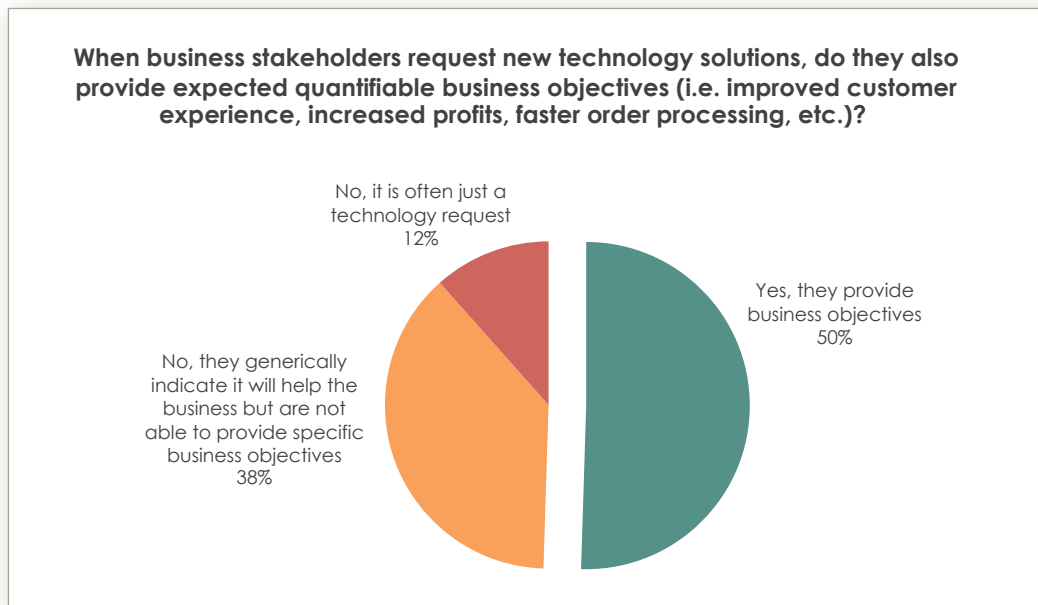 When business stakeholders request new technology solutions, do they also
provide expected quantifiable business objectives (i.e. improved customer
experience, increased profits, faster order processing, etc.)?
No, it is often just a
technology request
12%
Yes, they provide
business objectives
50%
No, they generically
indicate it will help the
business but are not
able to provide specific
business objectives
38%